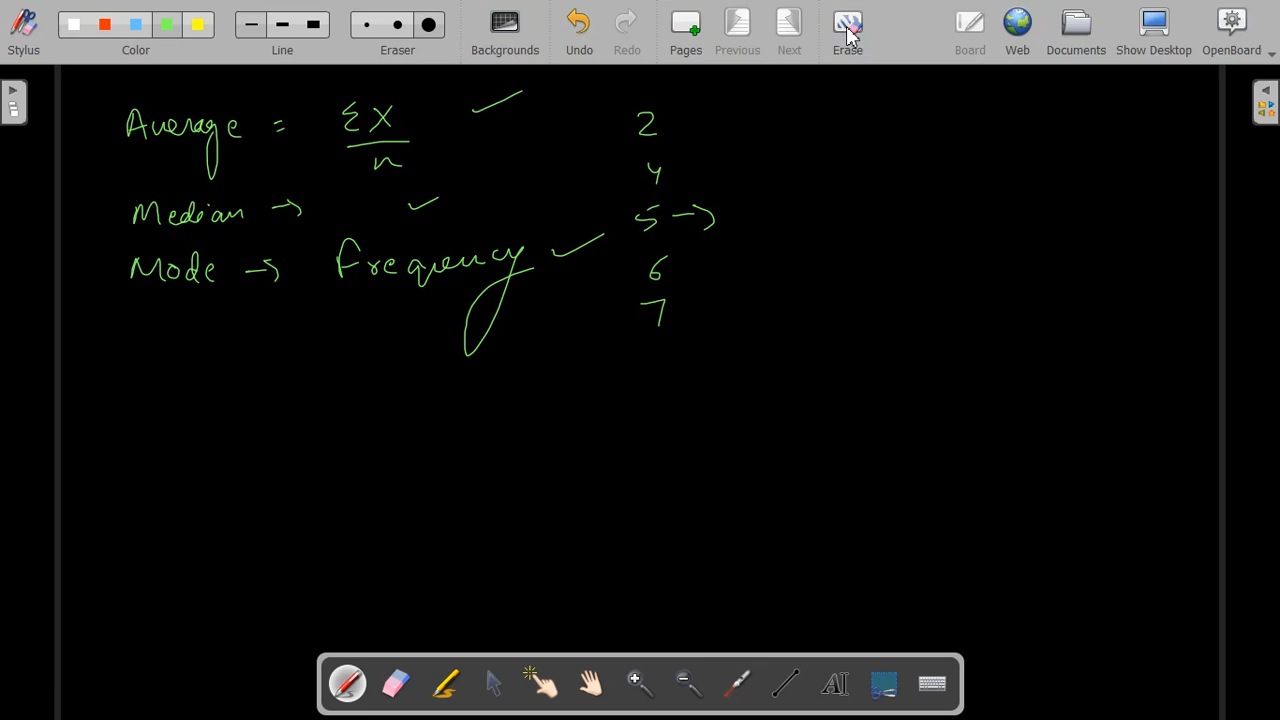 Stylus
Color
Line
Eraser
Backgrounds
Undo
Redo
Pages
Previous
Next
Erase
Board
Web
Documents
Show Desktop
OpenBoard
Average = ΣX / n ✓
Median → ✓
Mode → Frequency ✓
2
4
5 →
6
7
AI